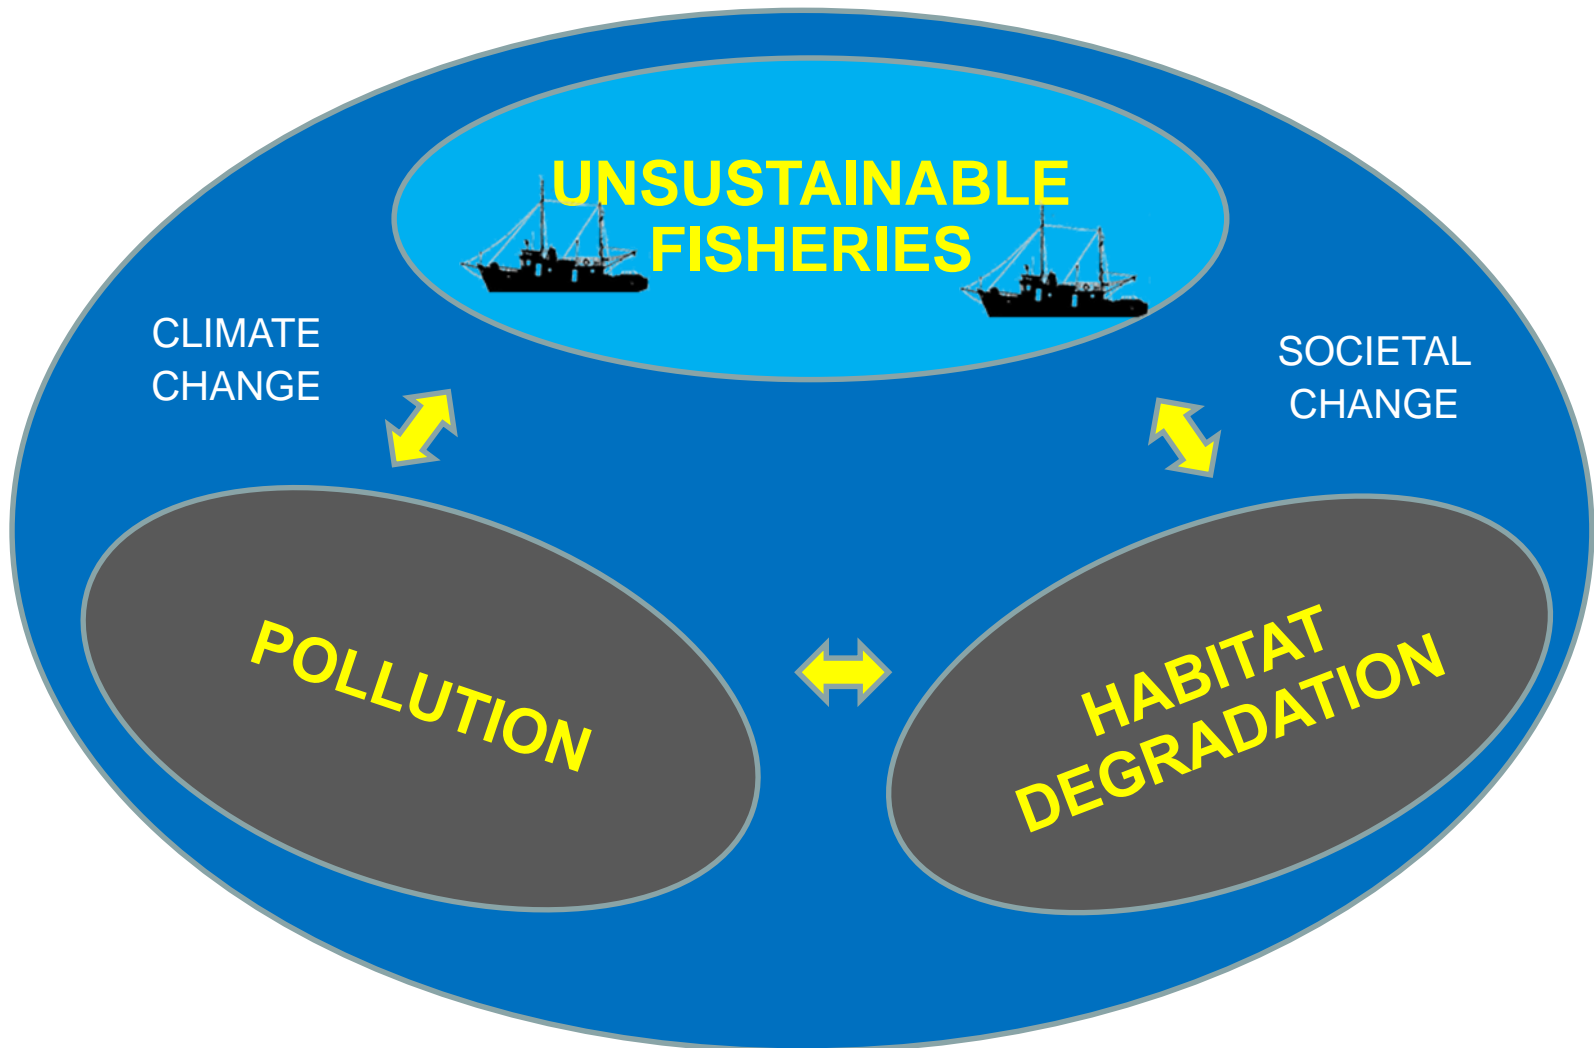 UNSUSTAINABLE
FISHERIES
CLIMATE
CHANGE
SOCIETAL
CHANGE
POLLUTION
HABITAT
DEGRADATION